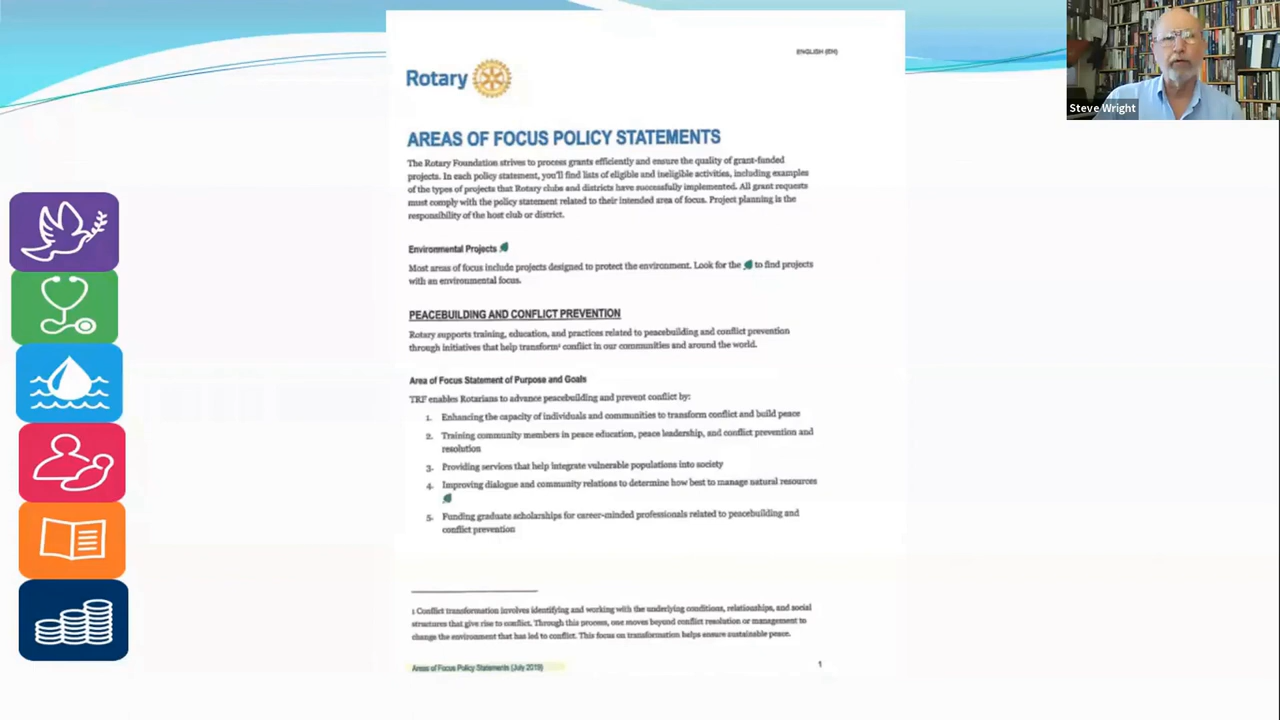 Steve Wright
ENGLISH (EN)
Rotary
AREAS OF FOCUS POLICY STATEMENTS
The Rotary Foundation strives to process grants efficiently and ensure the quality of grant-funded
projects. In each policy statement, you'll find lists of eligible and ineligible activities, including examples
of the types of projects that Rotary clubs and districts have successfully implemented. All grant requests
must comply with the policy statement related to their intended area of focus. Project planning is the
responsibility of the host club or district.
Environmental Projects
Most areas of focus include projects designed to protect the environment. Look for the to find projects
with an environmental focus.
PEACEBUILDING AND CONFLICT PREVENTION
Rotary supports training, education, and practices related to peacebuilding and conflict prevention
through initiatives that help transform¹ conflict in our communities and around the world.
Area of Focus Statement of Purpose and Goals
TRF enables Rotarians to advance peacebuilding and prevent conflict by:
1. Enhancing the capacity of individuals and communities to transform conflict and build peace
2. Training community members in peace education, peace leadership, and conflict prevention and
resolution
3. Providing services that help integrate vulnerable populations into society
4. Improving dialogue and community relations to determine how best to manage natural resources
5. Funding graduate scholarships for career-minded professionals related to peacebuilding and
conflict prevention
1 Conflict transformation involves identifying and working with the underlying conditions, relationships, and social
structures that give rise to conflict. Through this process, one moves beyond conflict resolution or management to
change the environment that has led to conflict. This focus on transformation helps ensure sustainable peace.
Areas of Focus Policy Statements (July 2019)
1